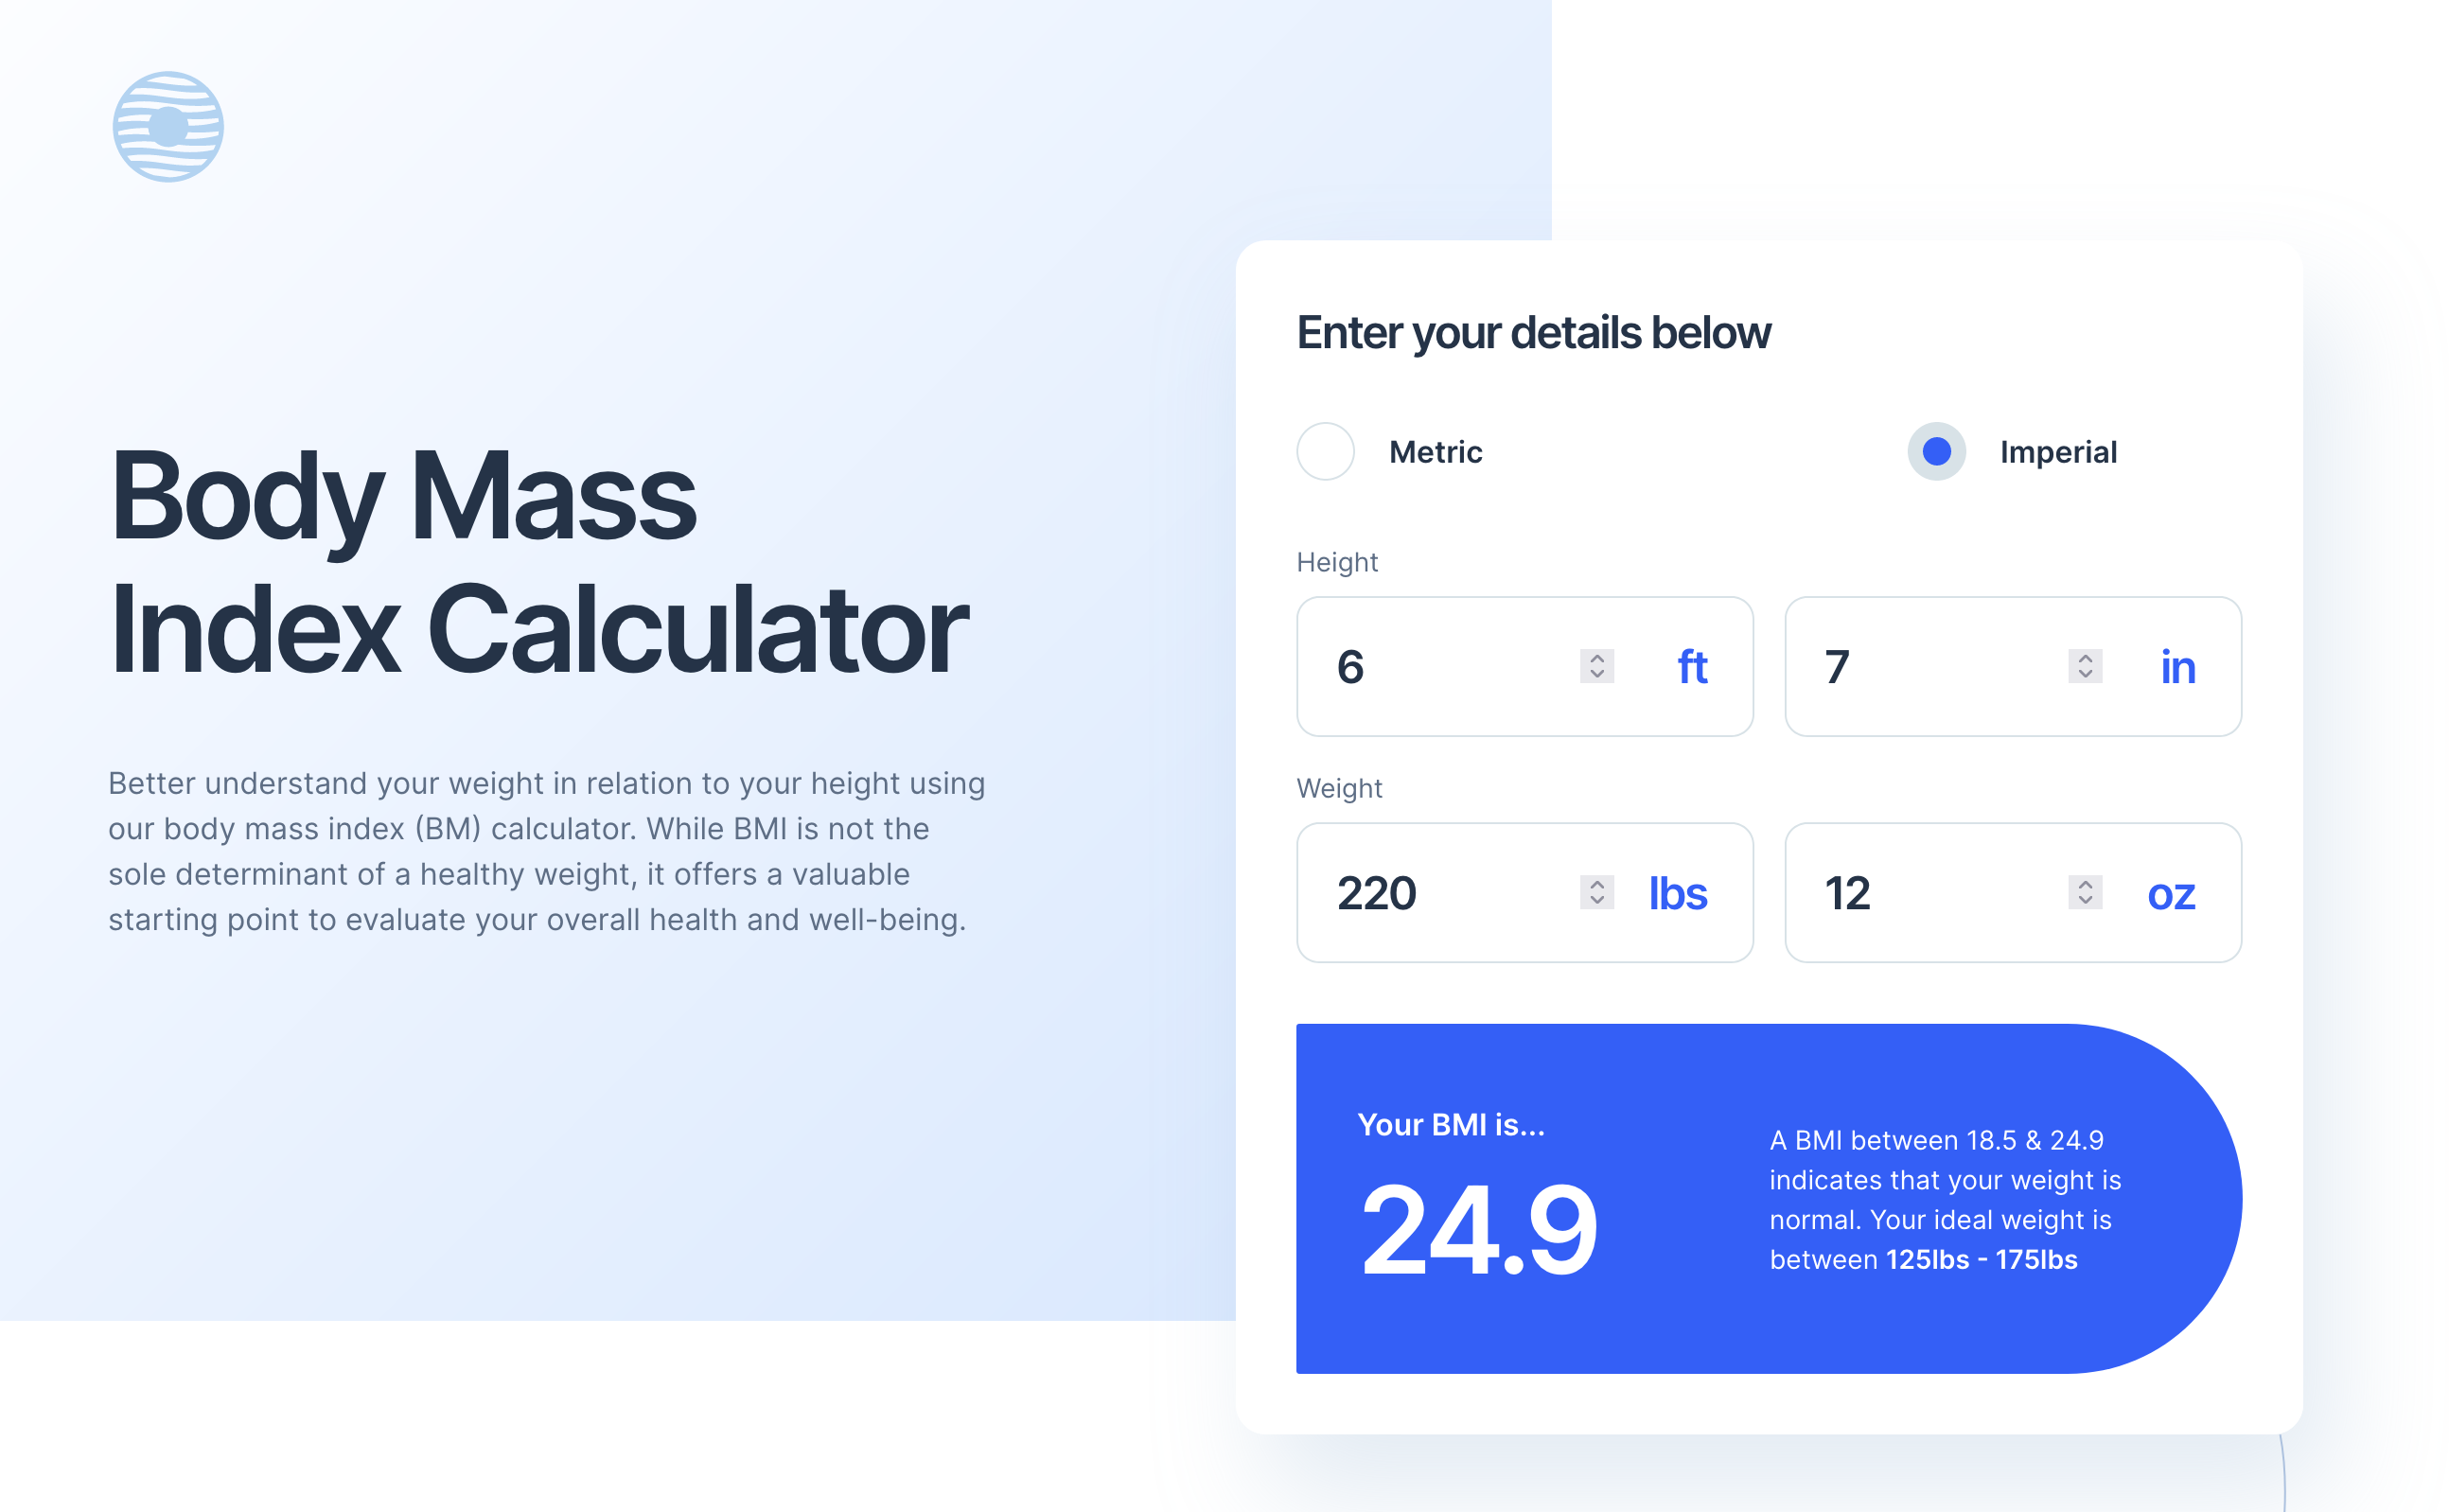 Body Mass
Index Calculator
Better understand your weight in relation to your height using
our body mass index (BM) calculator. While BMI is not the
sole determinant of a healthy weight, it offers a valuable
starting point to evaluate your overall health and well-being.
Enter your details below
Metric
Imperial
Height
6 ft
7 in
Weight
220 lbs
12 oz
Your BMI is...
24.9
A BMI between 18.5 & 24.9
indicates that your weight is
normal. Your ideal weight is
between 125lbs - 175lbs